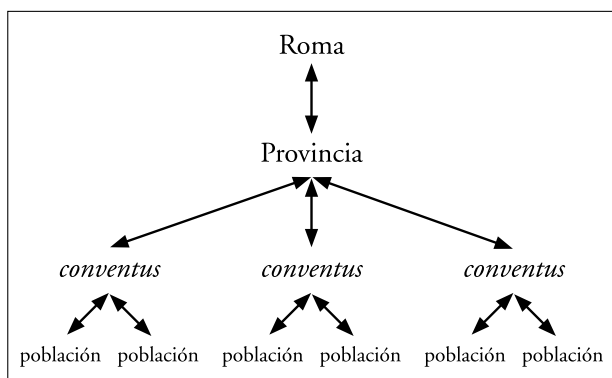 Roma
Provincia
conventus conventus conventus
población población población población población población